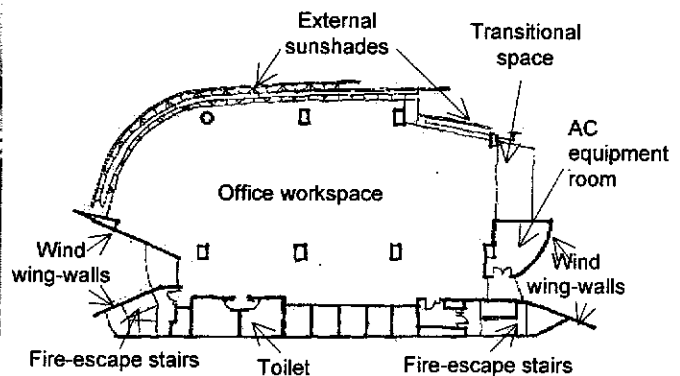 External
sunshades
Transitional
space
AC
equipment
room
Office workspace
Wind
wing-walls
Wind
wing-walls
Fire-escape stairs
Toilet
Fire-escape stairs